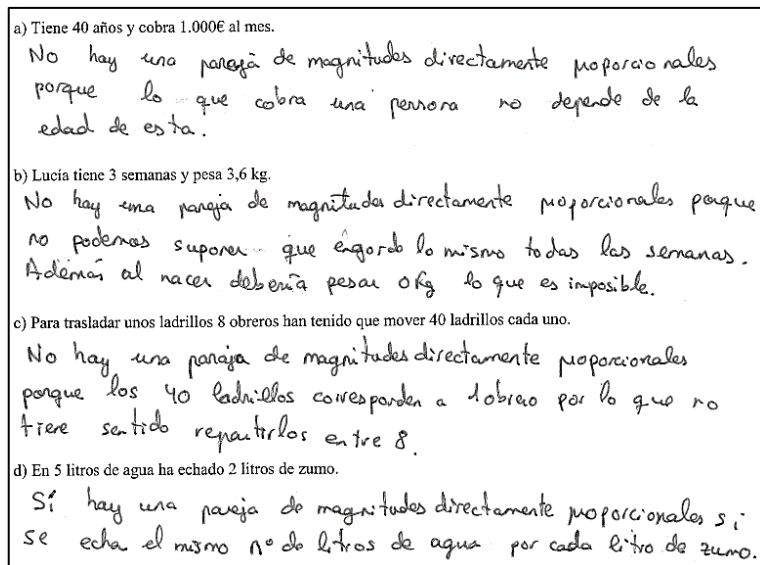 a) Tiene 40 años y cobra 1.000€ al mes.
No hay una pareja de magnitudes directamente proporcionales
porque lo que cobra una persona no depende de la
edad de esta.
b) Lucía tiene 3 semanas y pesa 3,6 kg.
No hay una pareja de magnitudes directamente proporcionales porque
no podemos suponer que engordó lo mismo todas las semanas.
Además al nacer debería pesar 0 Kg lo que es imposible.
c) Para trasladar unos ladrillos 8 obreros han tenido que mover 40 ladrillos cada uno.
No hay una pareja de magnitudes directamente proporcionales
porque los 40 ladrillos corresponden a 1 obrero por lo que no
tiene sentido repartirlos entre 8.
d) En 5 litros de agua ha echado 2 litros de zumo.
Sí hay una pareja de magnitudes directamente proporcionales si
se echa el mismo nº de litros de agua por cada litro de zumo.